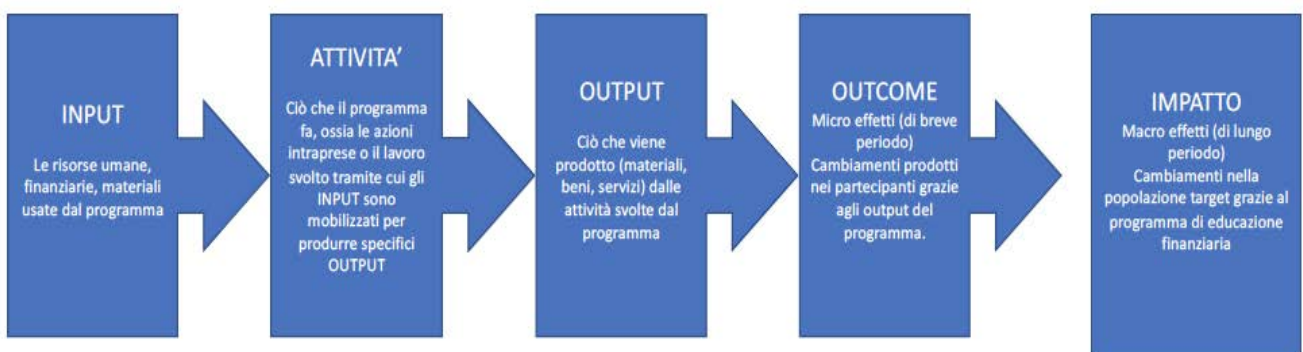 INPUT
Le risorse umane,
finanziarie, materiali
usate dal programma
ATTIVITA’
Ciò che il programma
fa, ossia le azioni
intraprese o il lavoro
svolto tramite cui gli
INPUT sono
mobilizzati per
produrre specifici
OUTPUT
OUTPUT
Ciò che viene
prodotto (materiali,
beni, servizi) dalle
attività svolte dal
programma
OUTCOME
Micro effetti (di breve
periodo)
Cambiamenti prodotti
nei partecipanti grazie
agli output del
programma.
IMPATTO
Macro effetti (di lungo
periodo)
Cambiamenti nella
popolazione target grazie al
programma di educazione
finanziaria